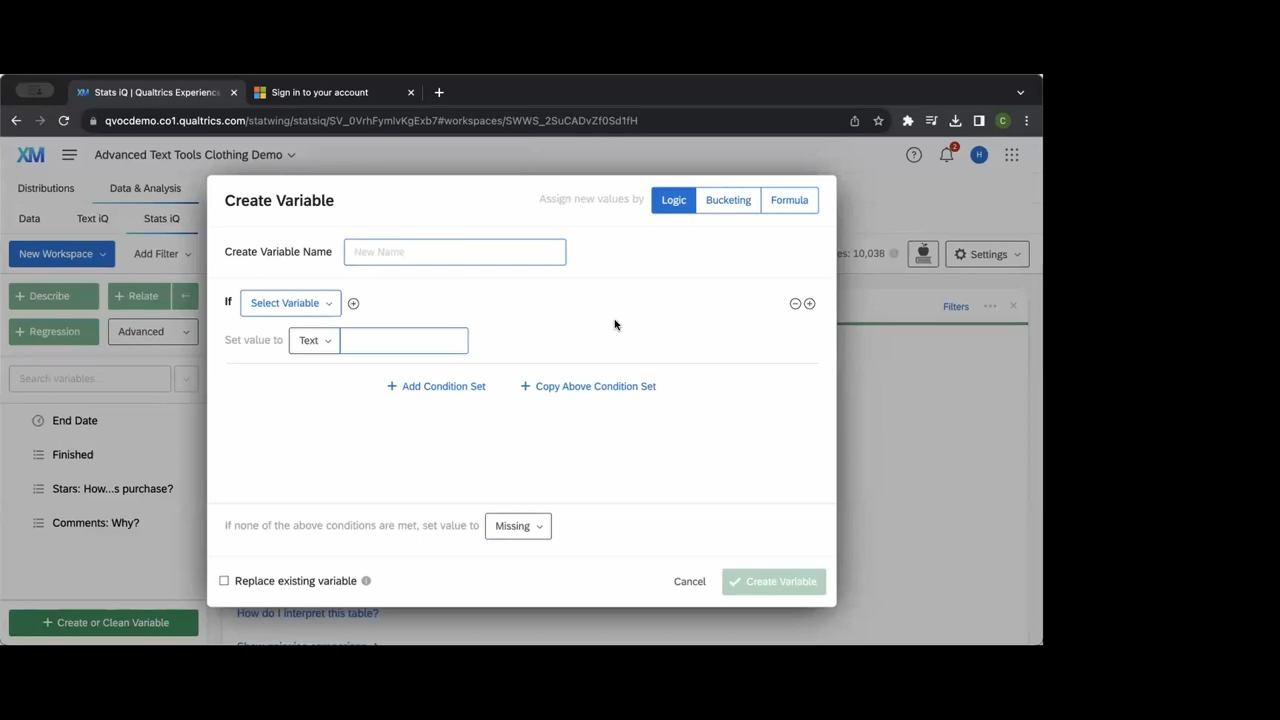 Stats iQ | Qualtrics Experienc
Sign in to your account
qvocdemo.co1.qualtrics.com/statwing/statsiq/SV_0VrhFymlvKgExb7#workspaces/SWWS_2SuCADvZf0Sd1fH
C
XM
Advanced Text Tools Clothing Demo
2
H
Distributions
Data & Analysis
Data
Text iQ
Stats iQ
New Workspace
Add Filter
es: 10,038
Settings
Describe
Relate
Regression
Advanced
Search variables...
End Date
Finished
Stars: How...s purchase?
Comments: Why?
+ Create or Clean Variable
Filters
Create Variable
Assign new values by
Logic
Bucketing
Formula
Create Variable Name
New Name
If
Select Variable
Set value to
Text
+ Add Condition Set
+ Copy Above Condition Set
If none of the above conditions are met, set value to
Missing
Replace existing variable
Cancel
Create Variable
How do I interpret this table?